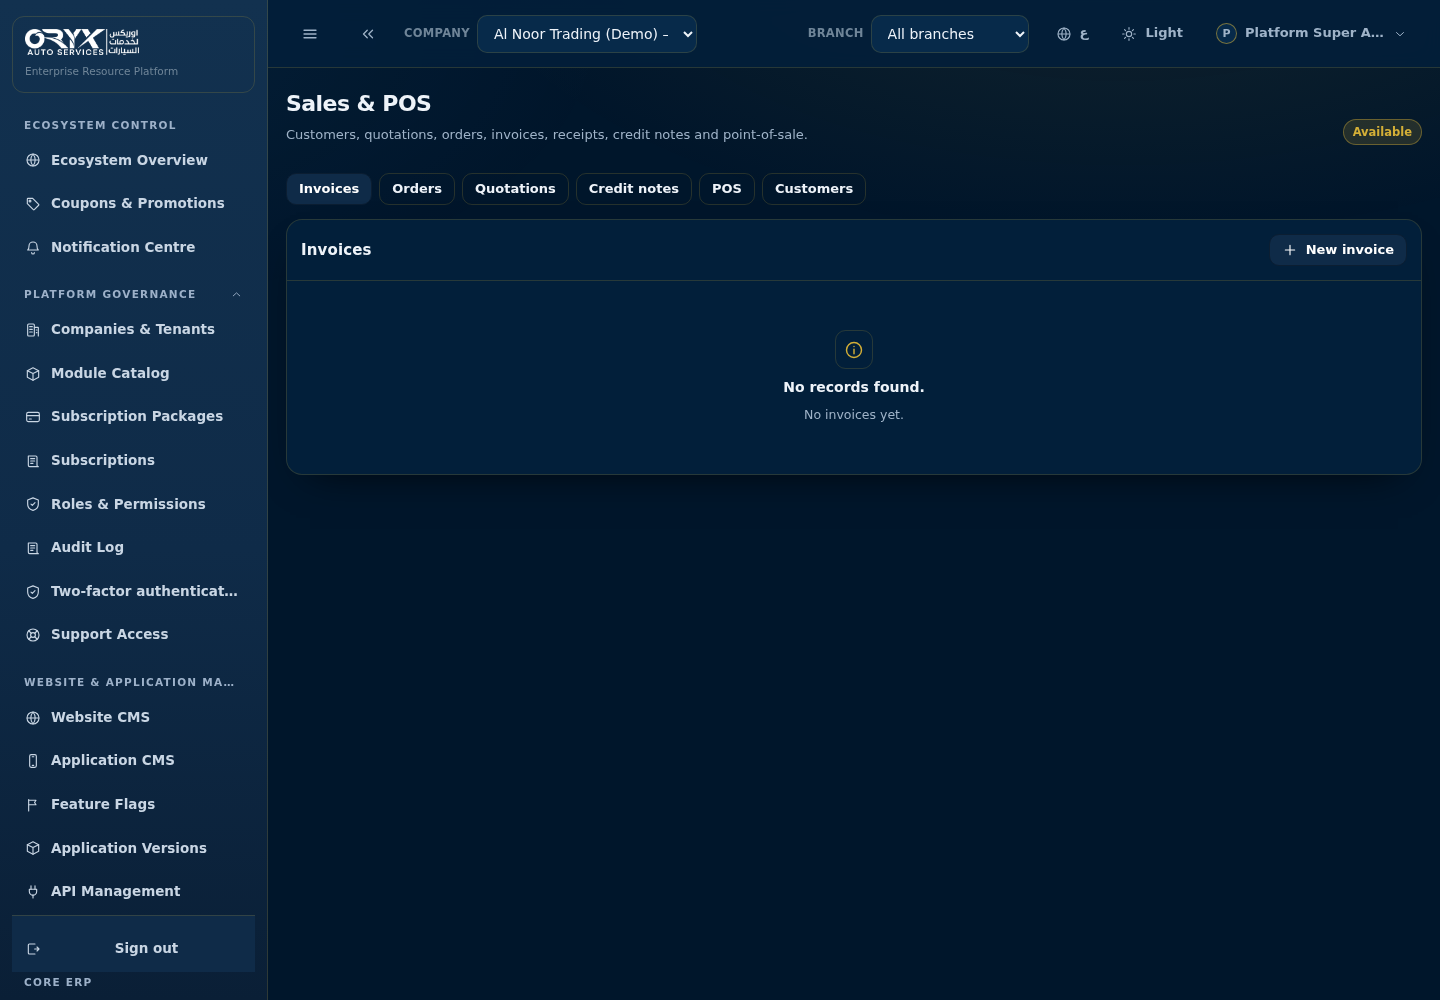 ORYX
AUTO SERVICES
اوريكس
لخدمات
السيارات
Enterprise Resource Platform
ECOSYSTEM CONTROL
Ecosystem Overview
Coupons & Promotions
Notification Centre
PLATFORM GOVERNANCE
Companies & Tenants
Module Catalog
Subscription Packages
Subscriptions
Roles & Permissions
Audit Log
Two-factor authenticat…
Support Access
WEBSITE & APPLICATION MA…
Website CMS
Application CMS
Feature Flags
Application Versions
API Management
Sign out
CORE ERP
COMPANY Al Noor Trading (Demo) – BRANCH All branches ع Light P Platform Super A…
Sales & POS
Customers, quotations, orders, invoices, receipts, credit notes and point-of-sale.
Available
Invoices Orders Quotations Credit notes POS Customers
Invoices New invoice
No records found.
No invoices yet.